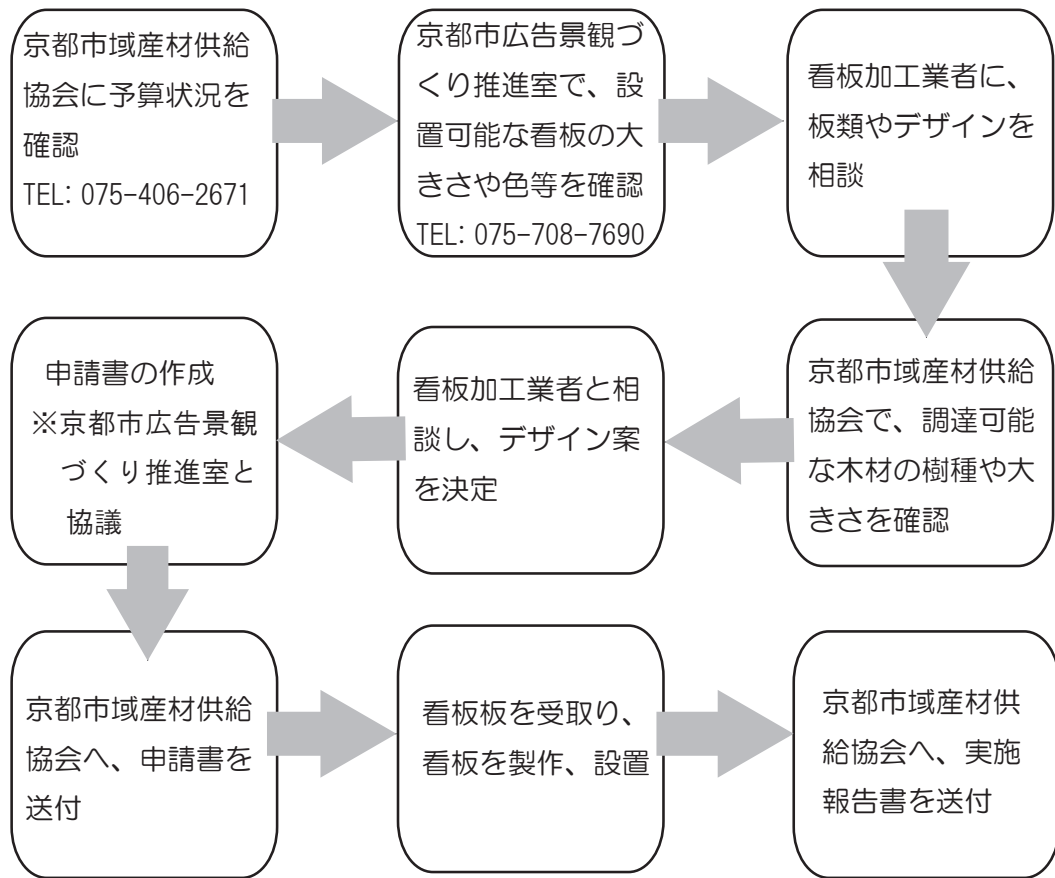 京都市域産材供給
協会に予算状況を
確認
TEL: 075-406-2671
京都市広告景観づ
くり推進室で、設
置可能な看板の大
きさや色等を確認
TEL: 075-708-7690
看板加工業者に、
板類やデザインを
相談
京都市域産材供給
協会で、調達可能
な木材の樹種や大
きさを確認
看板加工業者と相
談し、デザイン案
を決定
申請書の作成
※京都市広告景観
づくり推進室と
協議
京都市域産材供給
協会へ、申請書を
送付
看板板を受取り、
看板を製作、設置
京都市域産材供
給協会へ、実施
報告書を送付